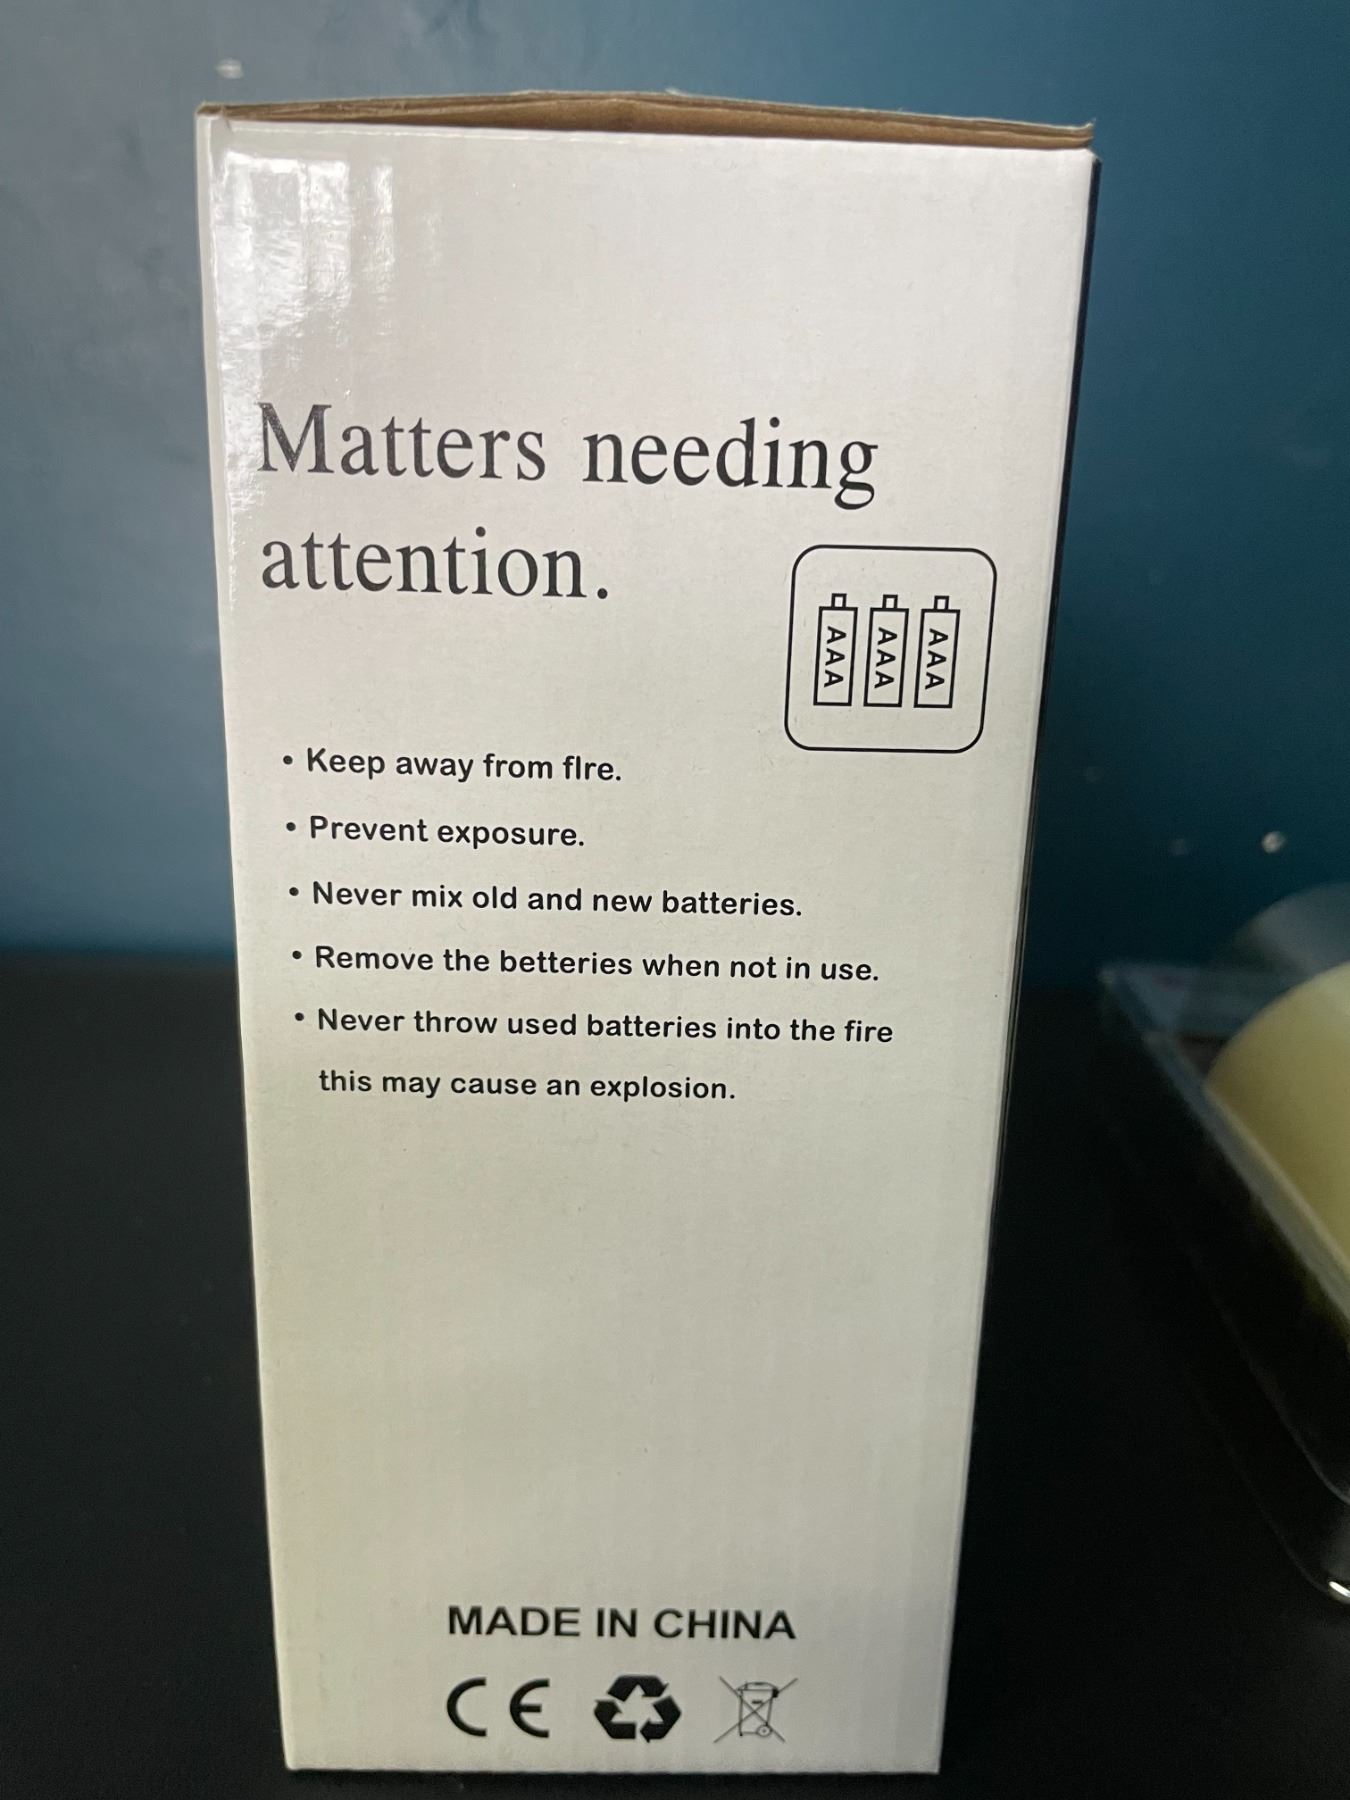 Matters needing
attention.
AAA AAA AAA
• Keep away from flre.
• Prevent exposure.
• Never mix old and new batteries.
• Remove the betteries when not in use.
• Never throw used batteries into the fire
this may cause an explosion.
MADE IN CHINA
CE